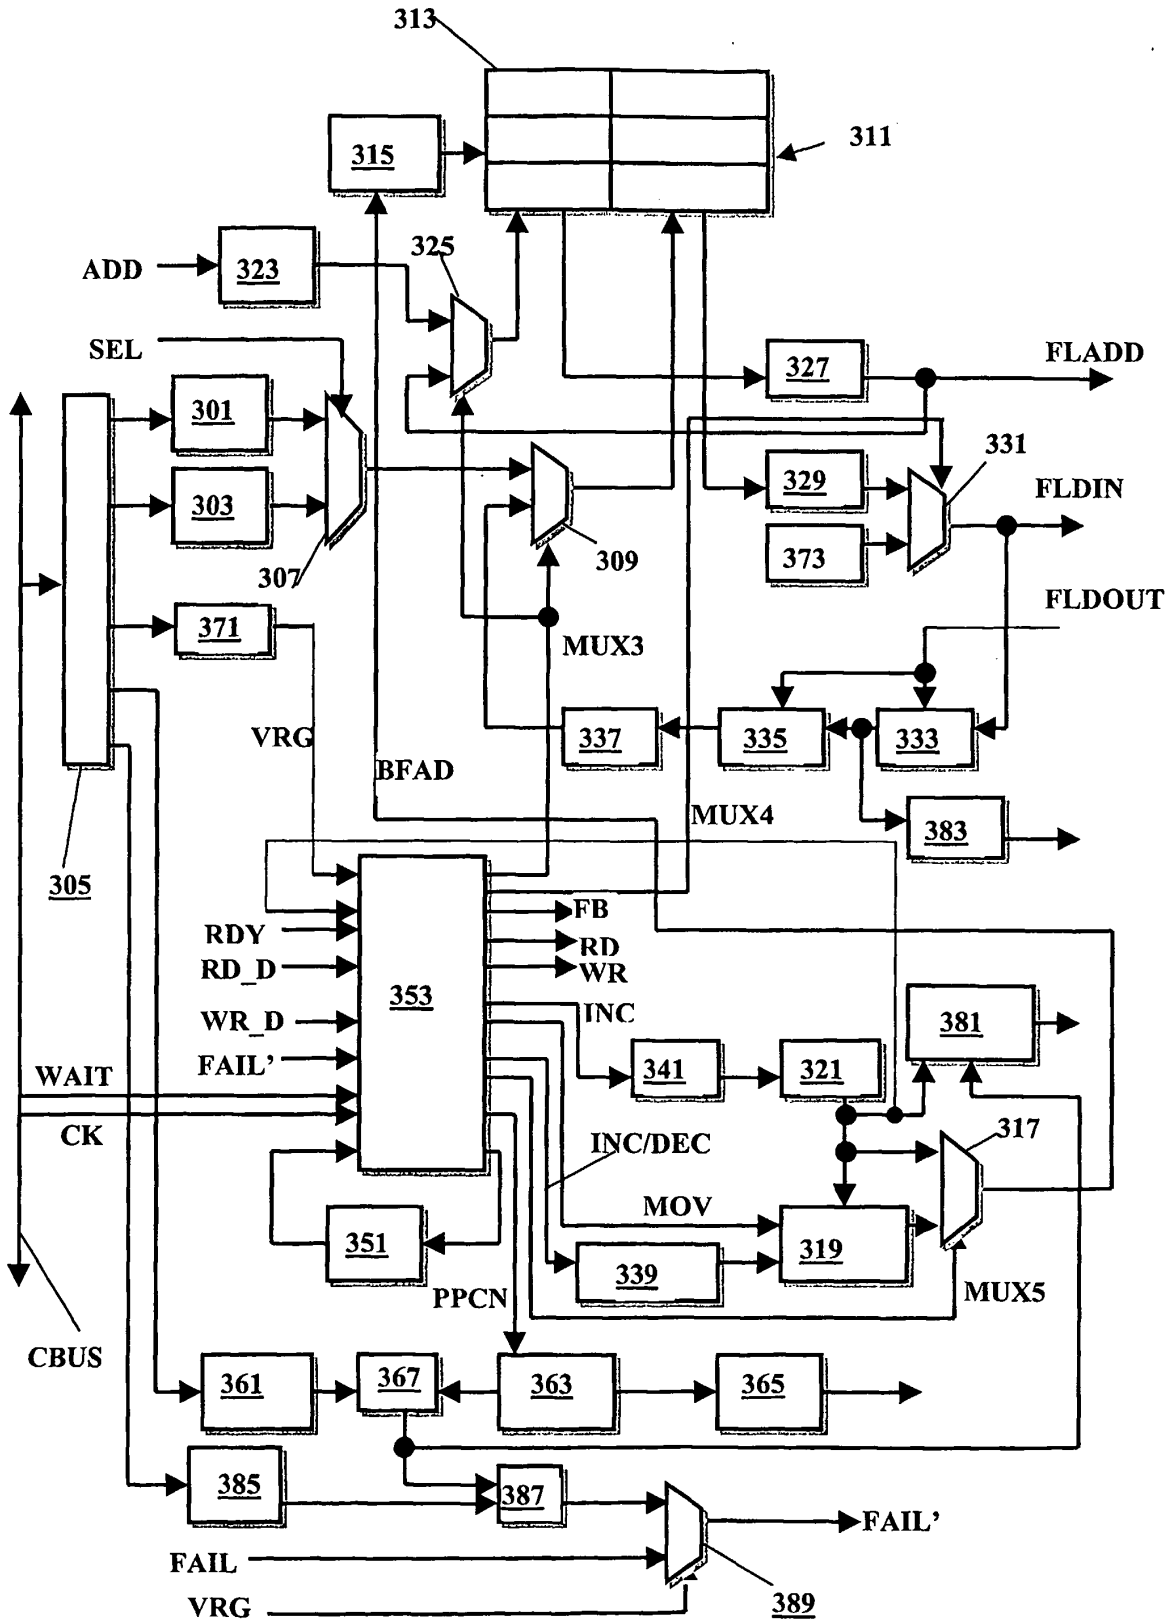 313
311
315
325
ADD
323
SEL
327
FLADD
301
331
329
FLDIN
303
309
373
307
FLDOUT
371
MUX3
VRG
337
335
333
BFAD
MUX4
383
305
FB
RDY
RD
RD_D
WR
353
INC
381
WR_D
FAIL’
341
321
WAIT
CK
317
INC/DEC
MOV
351
319
339
PPCN
MUX5
CBUS
361
367
363
365
385
387
FAIL’
FAIL
VRG
389